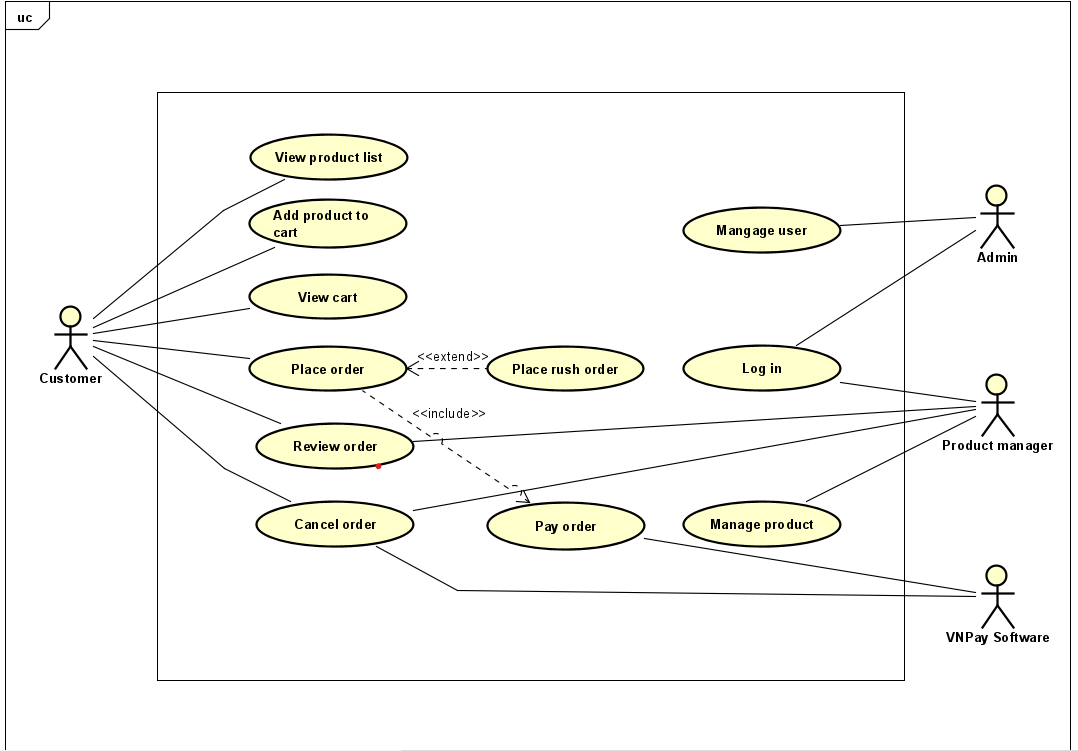 uc
View product list
Add product to
cart
Mangage user
Admin
View cart
Customer
Place order
<<extend>>
Place rush order
Log in
<<include>>
Product manager
Review order
Cancel order
Pay order
Manage product
VNPay Software